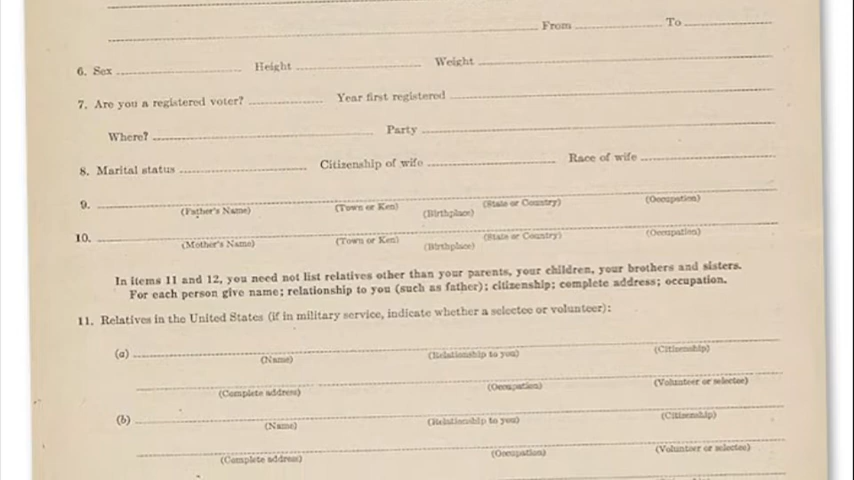 From To
6. Sex Height Weight
7. Are you a registered voter? Year first registered
Where? Party
8. Marital status Citizenship of wife Race of wife
9.
(Father's Name) (Town or Ken) (Birthplace) (State or Country) (Occupation)
10.
(Mother's Name) (Town or Ken) (Birthplace) (State or Country) (Occupation)
In items 11 and 12, you need not list relatives other than your parents, your children, your brothers and sisters.
For each person give name; relationship to you (such as father); citizenship; complete address; occupation.
11. Relatives in the United States (if in military service, indicate whether a selectee or volunteer):
(a)
(Name) (Relationship to you) (Citizenship)
(Complete address) (Occupation) (Volunteer or selectee)
(b)
(Name) (Relationship to you) (Citizenship)
(Complete address) (Occupation) (Volunteer or selectee)